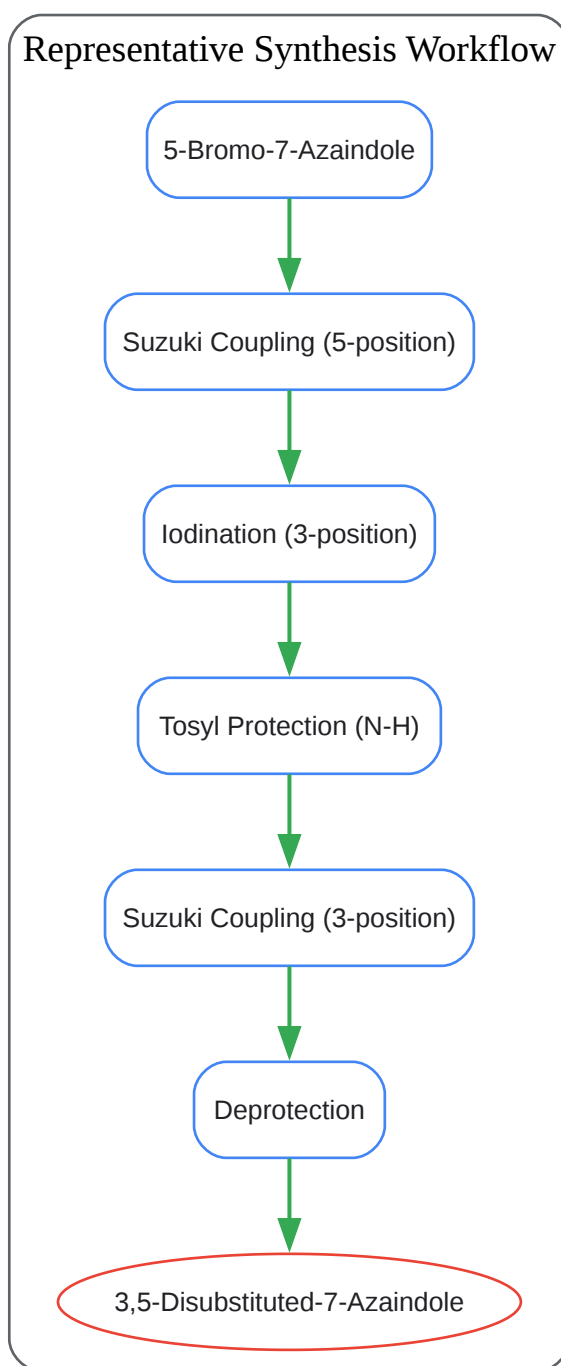 Representative Synthesis Workflow
5-Bromo-7-Azaindole
Suzuki Coupling (5-position)
Iodination (3-position)
Tosyl Protection (N-H)
Suzuki Coupling (3-position)
Deprotection
3,5-Disubstituted-7-Azaindole